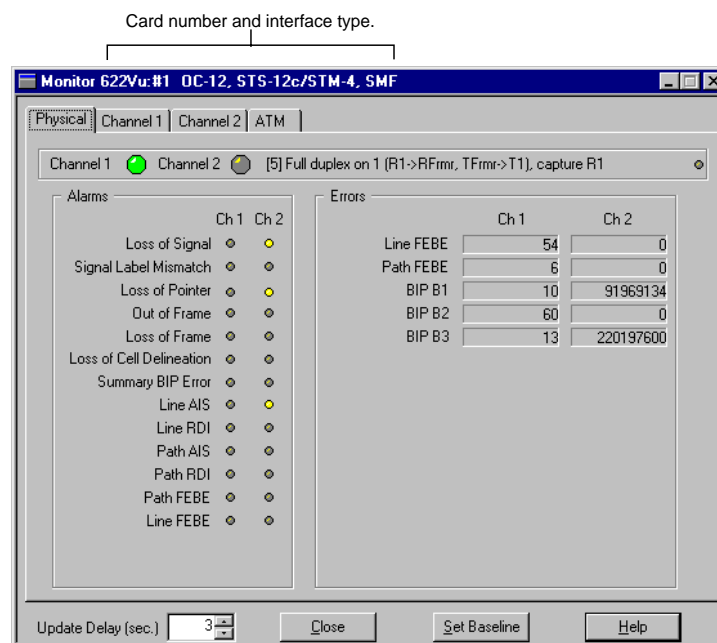 Card number and interface type.
Monitor 622Vu:#1 OC-12, STS-12c/STM-4, SMF
Physical Channel 1 Channel 2 ATM
Channel 1 Channel 2 [5] Full duplex on 1 (R1->RFrmr, TFrmr->T1), capture R1
Alarms
Ch 1 Ch 2
Loss of Signal
Signal Label Mismatch
Loss of Pointer
Out of Frame
Loss of Frame
Loss of Cell Delineation
Summary BIP Error
Line AIS
Line RDI
Path AIS
Path RDI
Path FEBE
Line FEBE
Errors
Ch 1 Ch 2
Line FEBE 54 0
Path FEBE 6 0
BIP B1 10 91969134
BIP B2 60 0
BIP B3 13 220197600
Update Delay (sec.) 3 Close Set Baseline Help